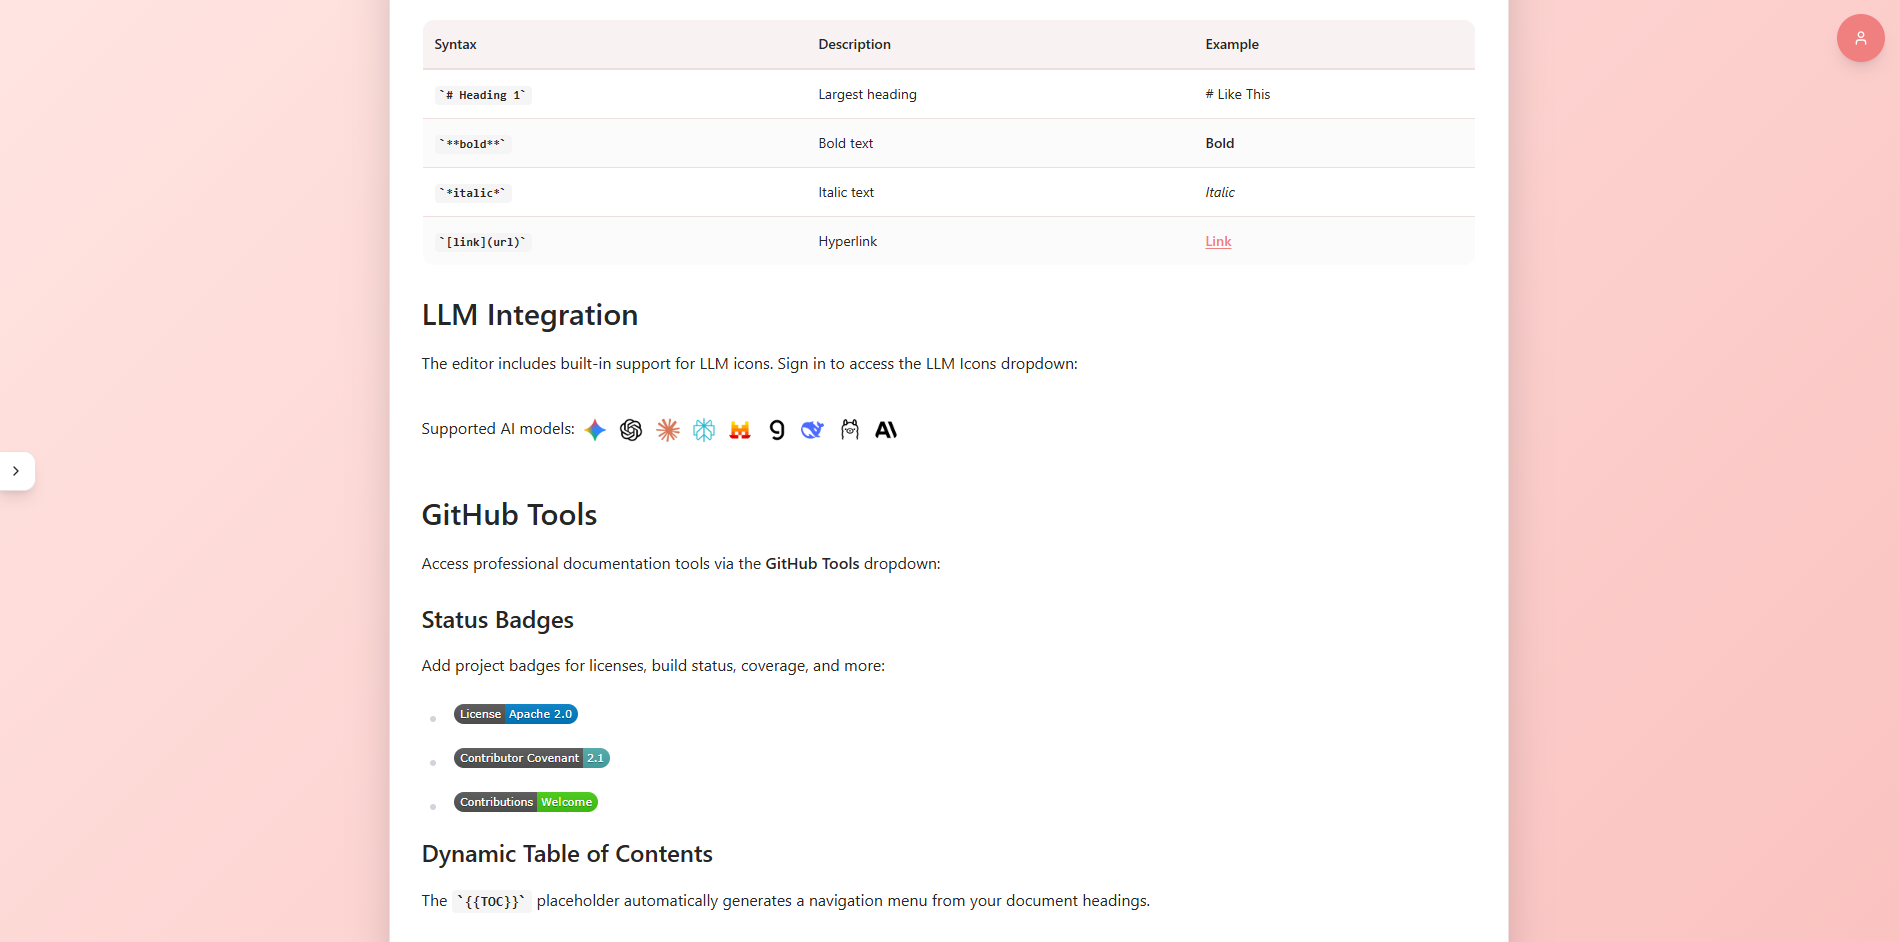 Syntax Description Example
`# Heading 1` Largest heading # Like This
`**bold**` Bold text Bold
`*italic*` Italic text Italic
`[link](url)` Hyperlink Link
LLM Integration
The editor includes built-in support for LLM icons. Sign in to access the LLM Icons dropdown:
Supported AI models:
GitHub Tools
Access professional documentation tools via the GitHub Tools dropdown:
Status Badges
Add project badges for licenses, build status, coverage, and more:
License Apache 2.0
Contributor Covenant 2.1
Contributions Welcome
Dynamic Table of Contents
The `{{TOC}}` placeholder automatically generates a navigation menu from your document headings.